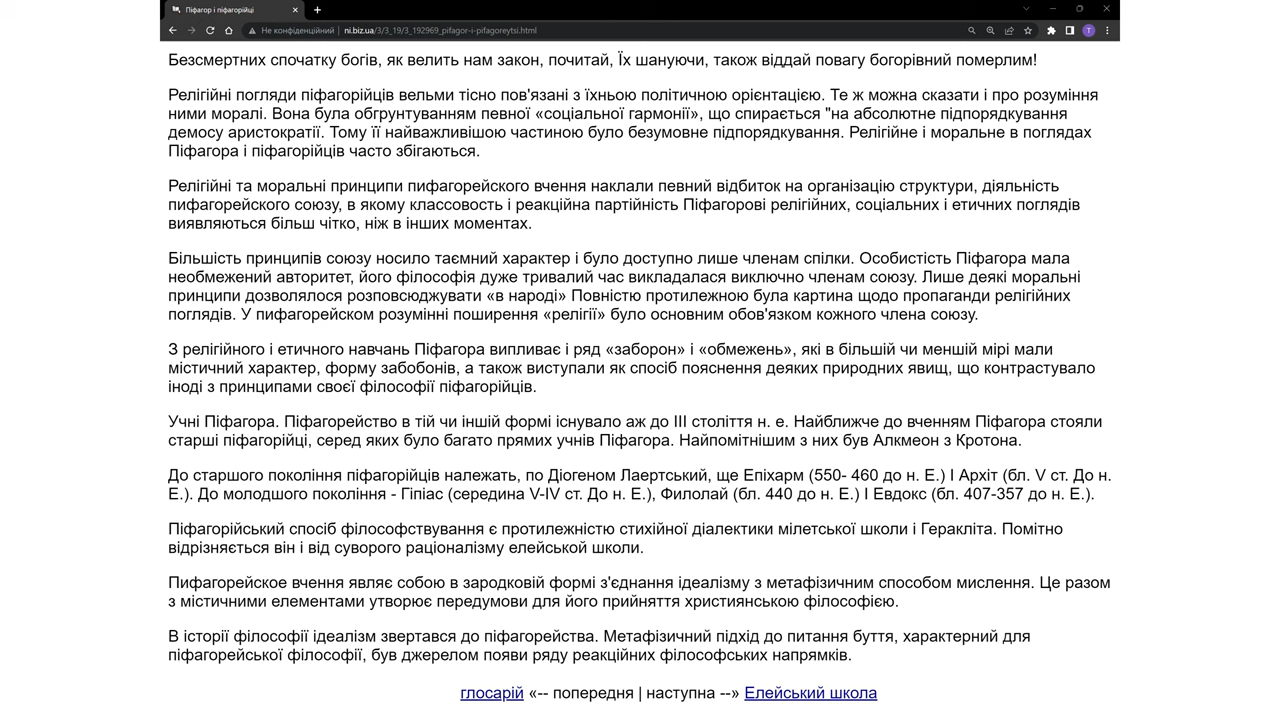 Піфагор і піфагорійці
Не конфіденційний | ni.biz.ua/3/3_19/3_192969_pifagor-i-pifagoreytsi.html
T
Безсмертних спочатку богів, як велить нам закон, почитай, Їх шануючи, також віддай повагу богорівний померлим!
Релігійні погляди піфагорійців вельми тісно пов'язані з їхньою політичною орієнтацією. Те ж можна сказати і про розуміння
ними моралі. Вона була обгрунтуванням певної «соціальної гармонії», що спирається "на абсолютне підпорядкування
демосу аристократії. Тому її найважливішою частиною було безумовне підпорядкування. Релігійне і моральне в поглядах
Піфагора і піфагорійців часто збігаються.
Релігійні та моральні принципи пифагорейского вчення наклали певний відбиток на організацію структури, діяльність
пифагорейского союзу, в якому классовость і реакційна партійність Піфагорові релігійних, соціальних і етичних поглядів
виявляються більш чітко, ніж в інших моментах.
Більшість принципів союзу носило таємний характер і було доступно лише членам спілки. Особистість Піфагора мала
необмежений авторитет, його філософія дуже тривалий час викладалася виключно членам союзу. Лише деякі моральні
принципи дозволялося розповсюджувати «в народі» Повністю протилежною була картина щодо пропаганди релігійних
поглядів. У пифагорейском розумінні поширення «релігії» було основним обов'язком кожного члена союзу.
З релігійного і етичного навчань Піфагора випливає і ряд «заборон» і «обмежень», які в більшій чи меншій мірі мали
містичний характер, форму забобонів, а також виступали як спосіб пояснення деяких природних явищ, що контрастувало
іноді з принципами своєї філософії піфагорійців.
Учні Піфагора. Піфагорейство в тій чи іншій формі існувало аж до III століття н. е. Найближче до вченням Піфагора стояли
старші піфагорійці, серед яких було багато прямих учнів Піфагора. Найпомітнішим з них був Алкмеон з Кротона.
До старшого покоління піфагорійців належать, по Діогеном Лаертський, ще Епіхарм (550- 460 до н. Е.) І Архіт (бл. V ст. До н.
Е.). До молодшого покоління - Гіпіас (середина V-IV ст. До н. Е.), Филолай (бл. 440 до н. Е.) І Евдокс (бл. 407-357 до н. Е.).
Піфагорійський спосіб філософствування є протилежністю стихійної діалектики мілетської школи і Геракліта. Помітно
відрізняється він і від суворого раціоналізму елейськой школи.
Пифагорейское вчення являє собою в зародковій формі з'єднання ідеалізму з метафізичним способом мислення. Це разом
з містичними елементами утворює передумови для його прийняття християнською філософією.
В історії філософії ідеалізм звертався до піфагорейства. Метафізичний підхід до питання буття, характерний для
піфагорейської філософії, був джерелом появи ряду реакційних філософських напрямків.
глосарій «-- попередня | наступна --» Елейський школа